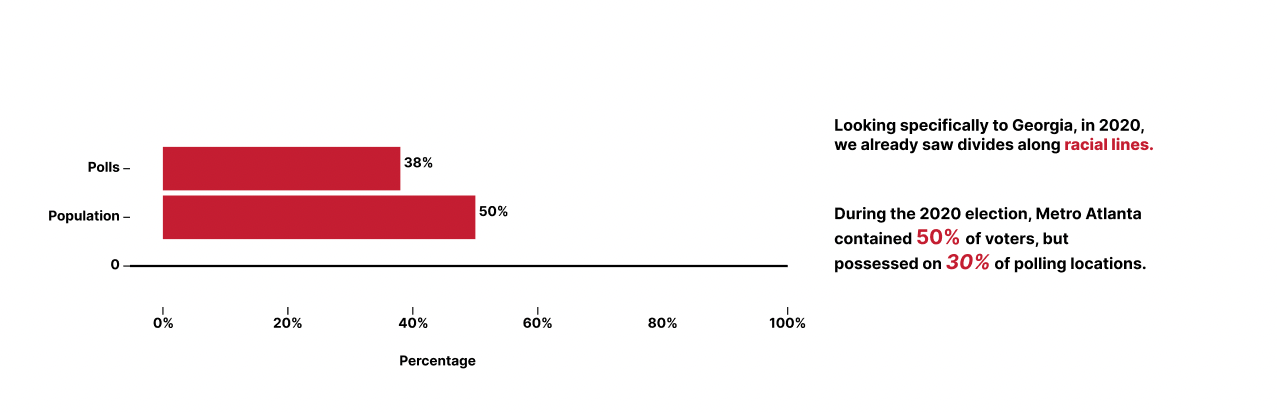 Polls
38%
Population
50%
0
0%
20%
40%
60%
80%
100%
Percentage
Looking specifically to Georgia, in 2020,
we already saw divides along racial lines.
During the 2020 election, Metro Atlanta
contained 50% of voters, but
possessed on 30% of polling locations.